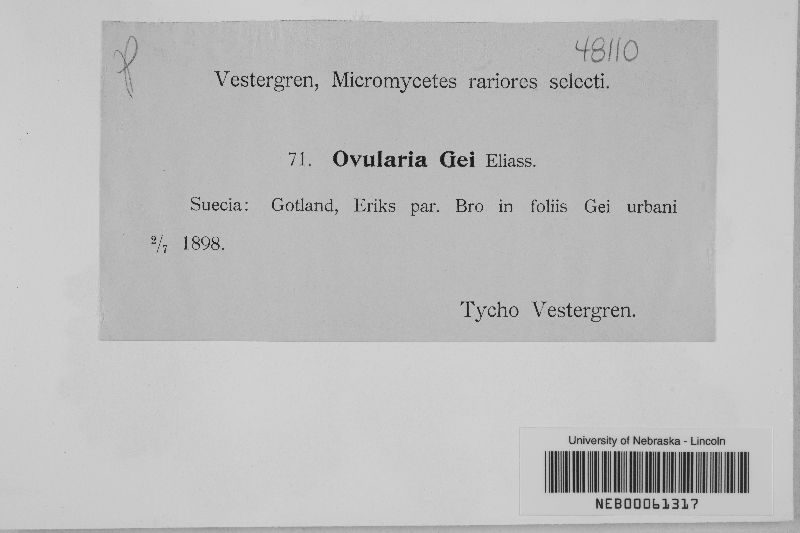 48110
Vestergren, Micromycetes rariores selecti.
71. Ovularia Gei Eliass.
Suecia: Gotland, Eriks par. Bro in foliis Gei urbani
2/7 1898.
Tycho Vestergren.
University of Nebraska - Lincoln
NEB00061317